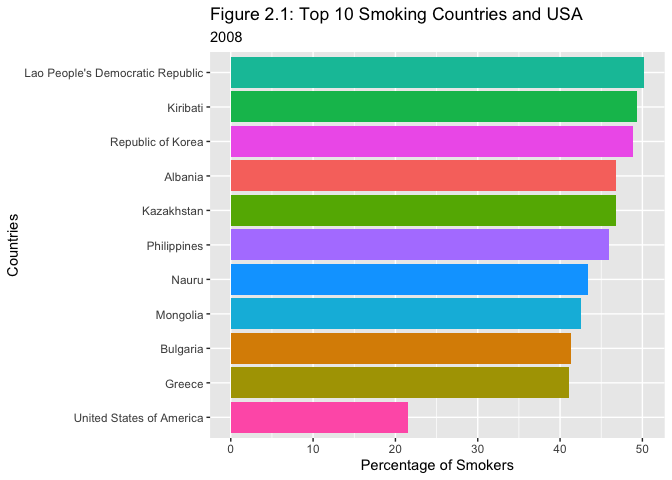 Figure 2.1: Top 10 Smoking Countries and USA
2008
Countries
Lao People's Democratic Republic
Kiribati
Republic of Korea
Albania
Kazakhstan
Philippines
Nauru
Mongolia
Bulgaria
Greece
United States of America
0 10 20 30 40 50
Percentage of Smokers